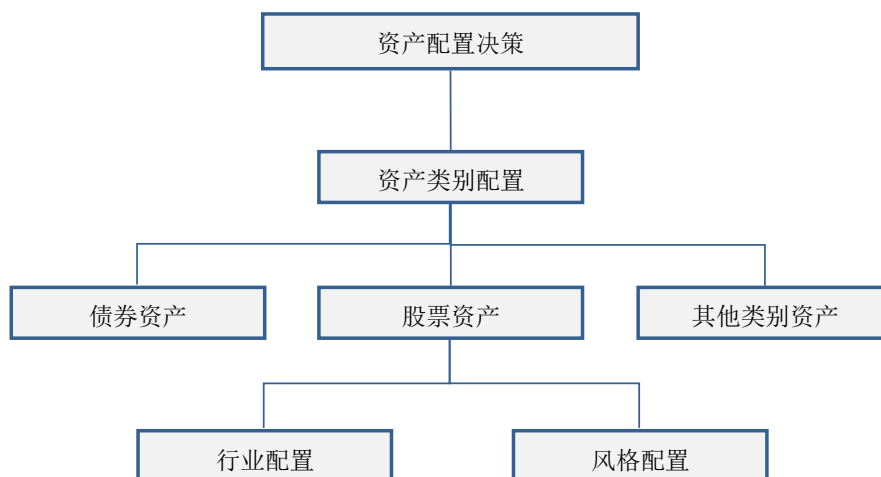 资产配置决策
资产类别配置
债券资产
股票资产
其他类别资产
行业配置
风格配置